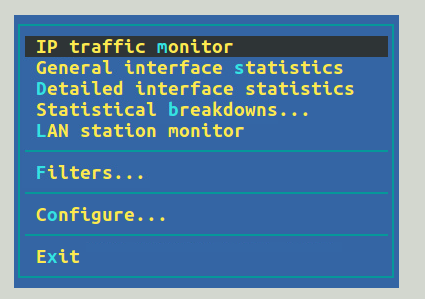 IP traffic monitor
General interface statistics
Detailed interface statistics
Statistical breakdowns...
LAN station monitor
Filters...
Configure...
Exit